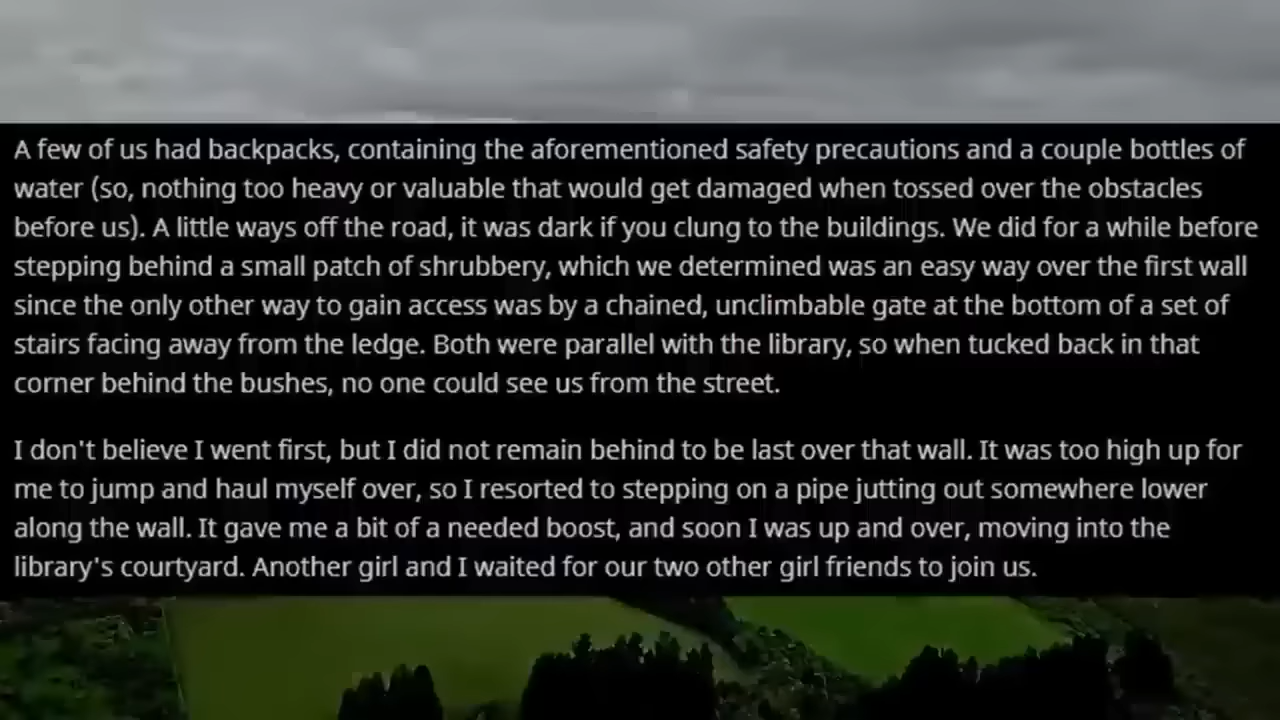 A few of us had backpacks, containing the aforementioned safety precautions and a couple bottles of
water (so, nothing too heavy or valuable that would get damaged when tossed over the obstacles
before us). A little ways off the road, it was dark if you clung to the buildings. We did for a while before
stepping behind a small patch of shrubbery, which we determined was an easy way over the first wall
since the only other way to gain access was by a chained, unclimbable gate at the bottom of a set of
stairs facing away from the ledge. Both were parallel with the library, so when tucked back in that
corner behind the bushes, no one could see us from the street.
I don't believe I went first, but I did not remain behind to be last over that wall. It was too high up for
me to jump and haul myself over, so I resorted to stepping on a pipe jutting out somewhere lower
along the wall. It gave me a bit of a needed boost, and soon I was up and over, moving into the
library's courtyard. Another girl and I waited for our two other girl friends to join us.